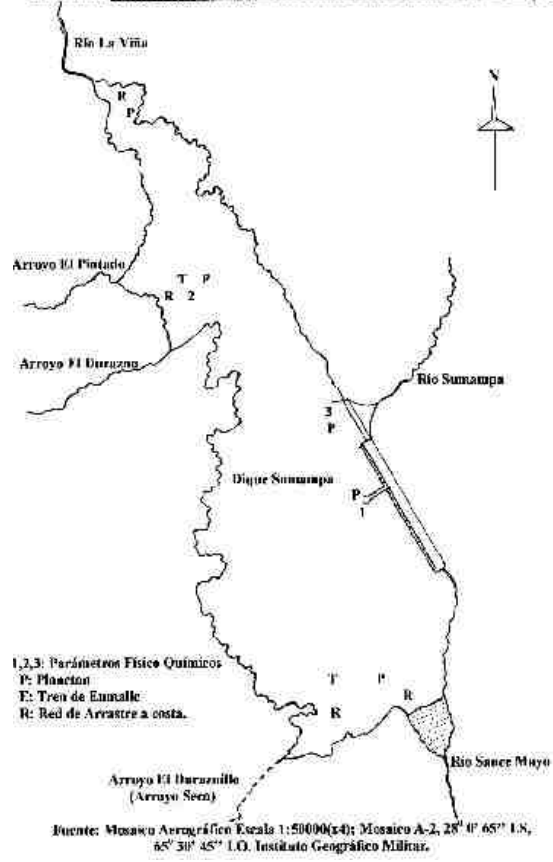 Río La Viña
N
R
P
Arroyo El Pintado
T P
R 2
Arroyo El Durazno
Río Sumampa
3
P
Dique Sumampa
P
1
1,2,3: Parámetros Físico Químicos
P: Plancton
E: Tren de Enmalle
R: Red de Arrastre a costa.
T P
R
R
Río Sauce Mayo
Arroyo El Duraznillo
(Arroyo Seco)
Fuente: Mosaico Aerográfico Escala 1:50000(x4); Mosaico A-2, 28° 0' 65'' LS,
65° 30' 45'' LO. Instituto Geográfico Militar.